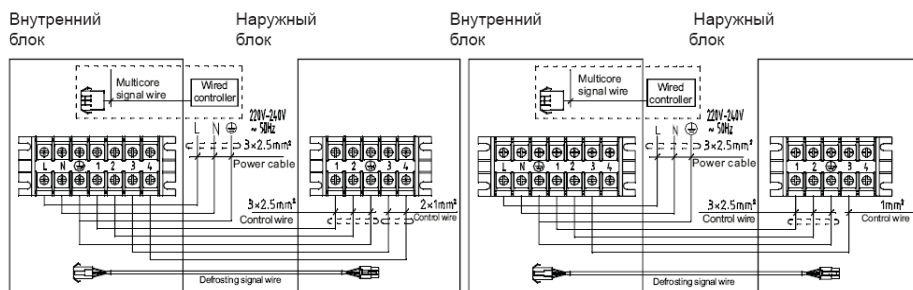 Внутренний
блок
Наружный
блок
Внутренний
блок
Наружный
блок
Multicore
signal wire
Wired
controller
220V-240V
~ 50Hz
L N
3×2.5mm²
Power cable
L N 1 2 3 4
1 2 3 4
3×2.5mm²
Control wire
2×1mm²
Control wire
Defrosting signal wire
Multicore
signal wire
Wired
controller
220V-240V
~ 50Hz
L N
3×2.5mm²
Power cable
L N 1 2 3 4
1 2 3 4
3×2.5mm²
Control wire
1mm²
Control wire
Defrosting signal wire